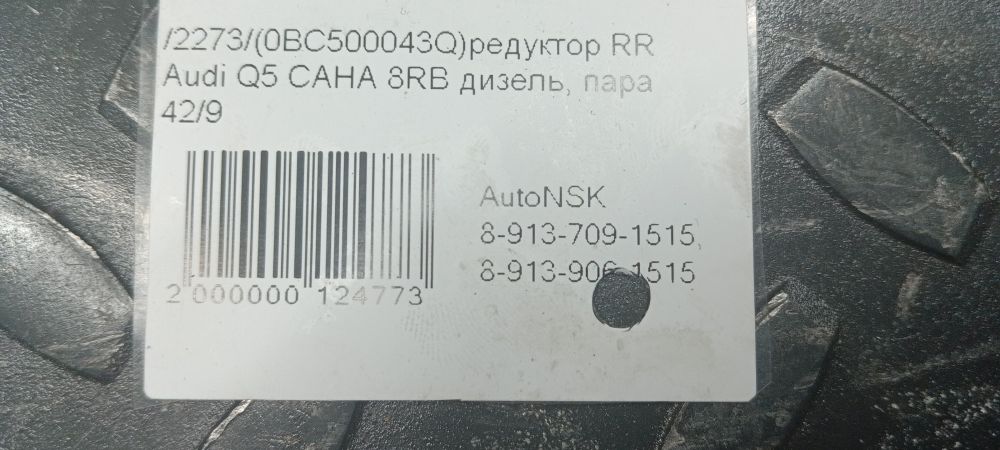 /2273/(0BC500043Q)редуктор RR
Audi Q5 CAHA 8RB дизель, пара
42/9
AutoNSK
8-913-709-1515,
8-913-906-1515
2 000000 124773